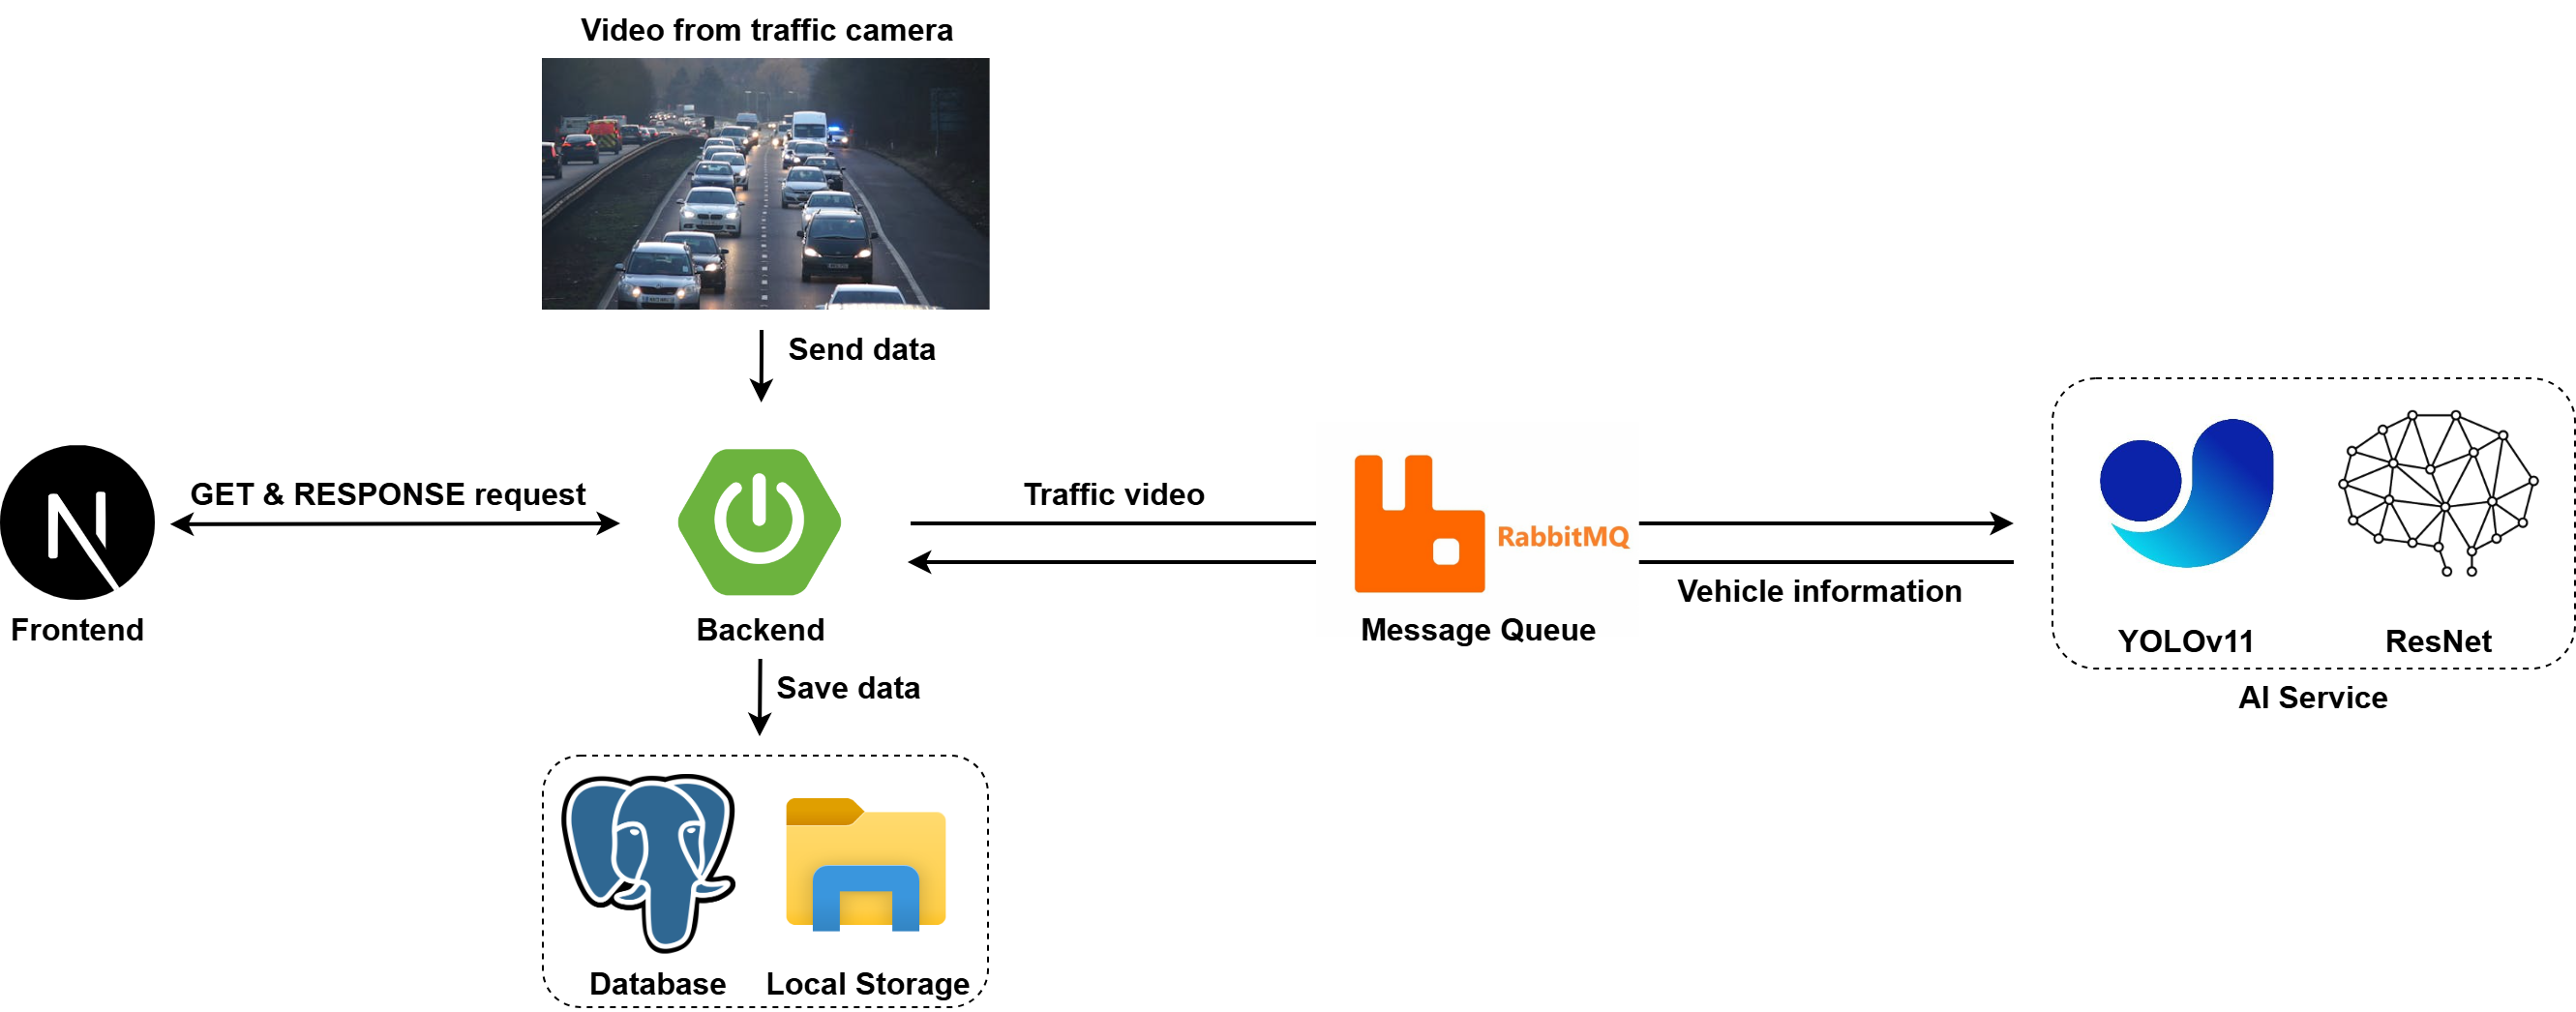 Video from traffic camera
Send data
GET & RESPONSE request
Traffic video
RabbitMQ
Vehicle information
Frontend
Backend
Message Queue
YOLOv11
ResNet
AI Service
Save data
Database
Local Storage